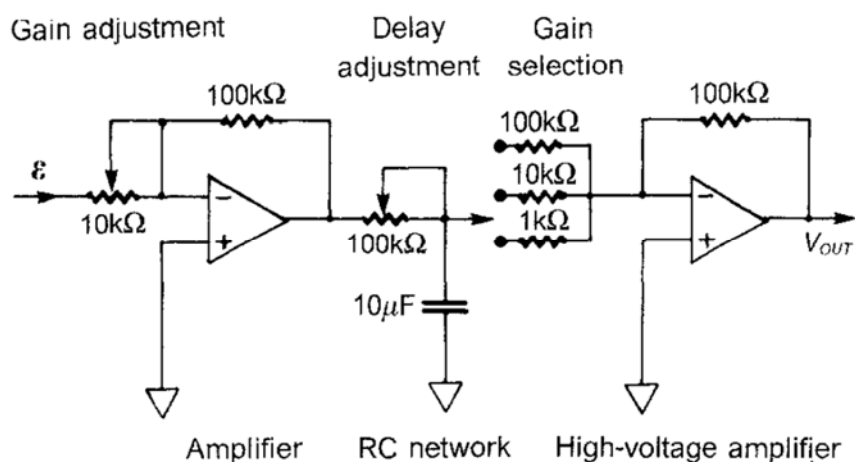 Gain adjustment
Delay
adjustment
Gain
selection
100kΩ
100kΩ
100kΩ
ε
10kΩ
−
+
100kΩ
10kΩ
1kΩ
−
+
V_OUT
10μF
Amplifier
RC network
High-voltage amplifier